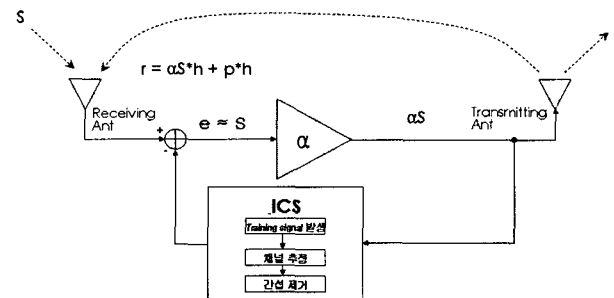 S
r = αS*h + p*h
Receiving
Ant
+
-
e ≈ S
α
αS
Transmitting
Ant
ICS
Training signal 발생
채널 추정
간섭 제거